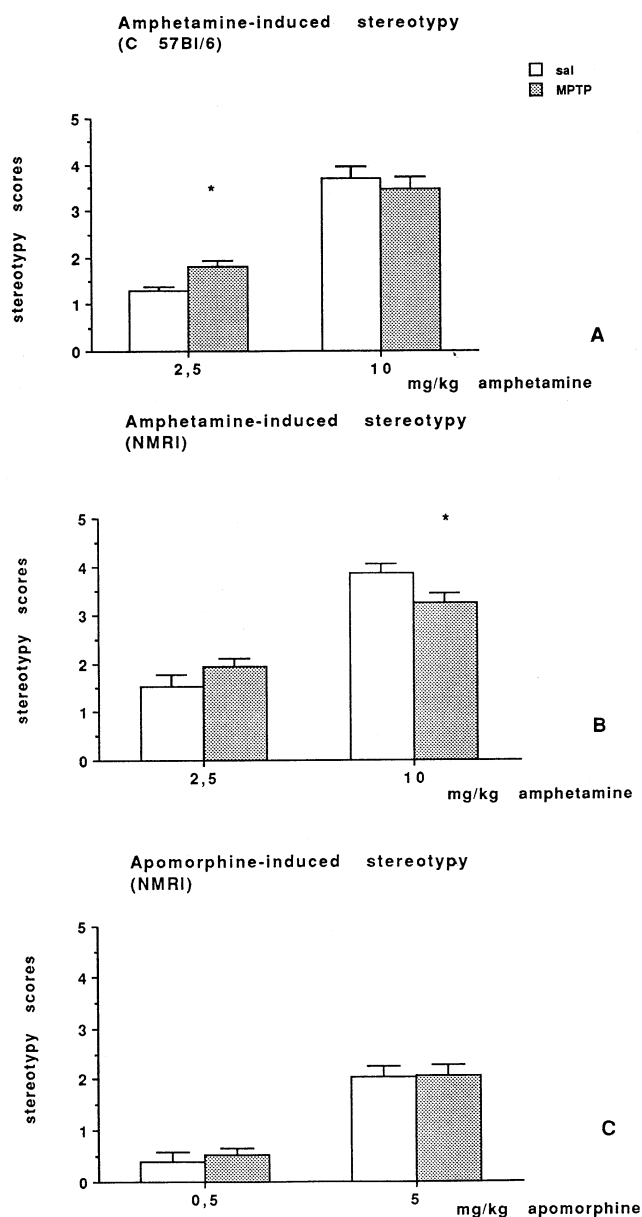 Amphetamine-induced stereotypy
(C 57Bl/6)
sal
MPTP
5
4
3
2
1
0
stereotypy scores
*
2,5
10
mg/kg amphetamine
A
Amphetamine-induced stereotypy
(NMRI)
5
4
3
2
1
0
stereotypy scores
*
2,5
10
mg/kg amphetamine
B
Apomorphine-induced stereotypy
(NMRI)
5
4
3
2
1
0
stereotypy scores
0,5
5
mg/kg apomorphine
C